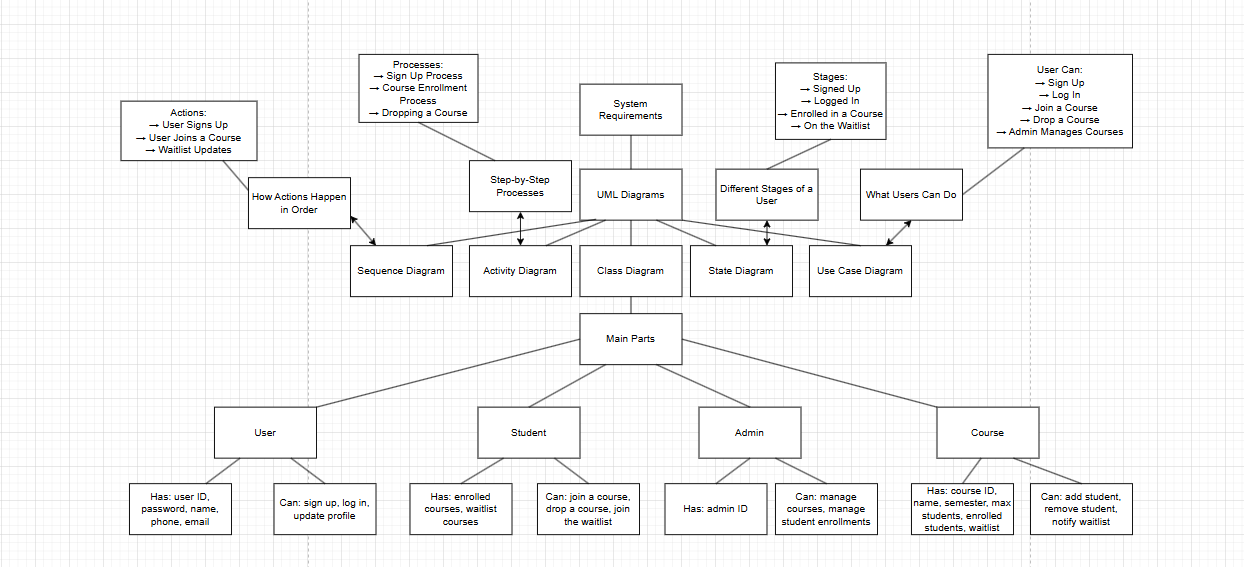 Processes:
→ Sign Up Process
→ Course Enrollment
Process
→ Dropping a Course
User Can:
→ Sign Up
→ Log In
→ Join a Course
→ Drop a Course
→ Admin Manages Courses
Stages:
→ Signed Up
→ Logged In
→ Enrolled in a Course
→ On the Waitlist
System
Requirements
Actions:
→ User Signs Up
→ User Joins a Course
→ Waitlist Updates
How Actions Happen
in Order
Step-by-Step
Processes
UML Diagrams
Different Stages of a
User
What Users Can Do
Sequence Diagram
Activity Diagram
Class Diagram
State Diagram
Use Case Diagram
Main Parts
User
Student
Admin
Course
Has: user ID,
password, name,
phone, email
Can: sign up, log in,
update profile
Has: enrolled
courses, waitlist
courses
Can: join a course,
drop a course, join
the waitlist
Has: admin ID
Can: manage
courses, manage
student enrollments
Has: course ID,
name, semester, max
students, enrolled
students, waitlist
Can: add student,
remove student,
notify waitlist